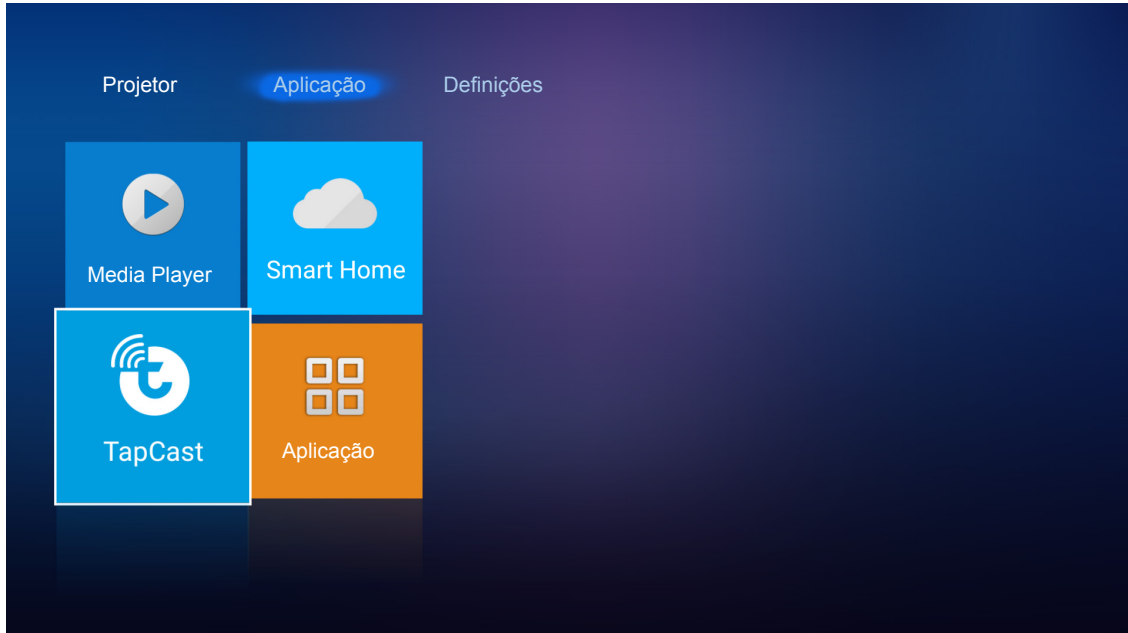 Projetor Aplicação Definições
Media Player Smart Home
TapCast Aplicação